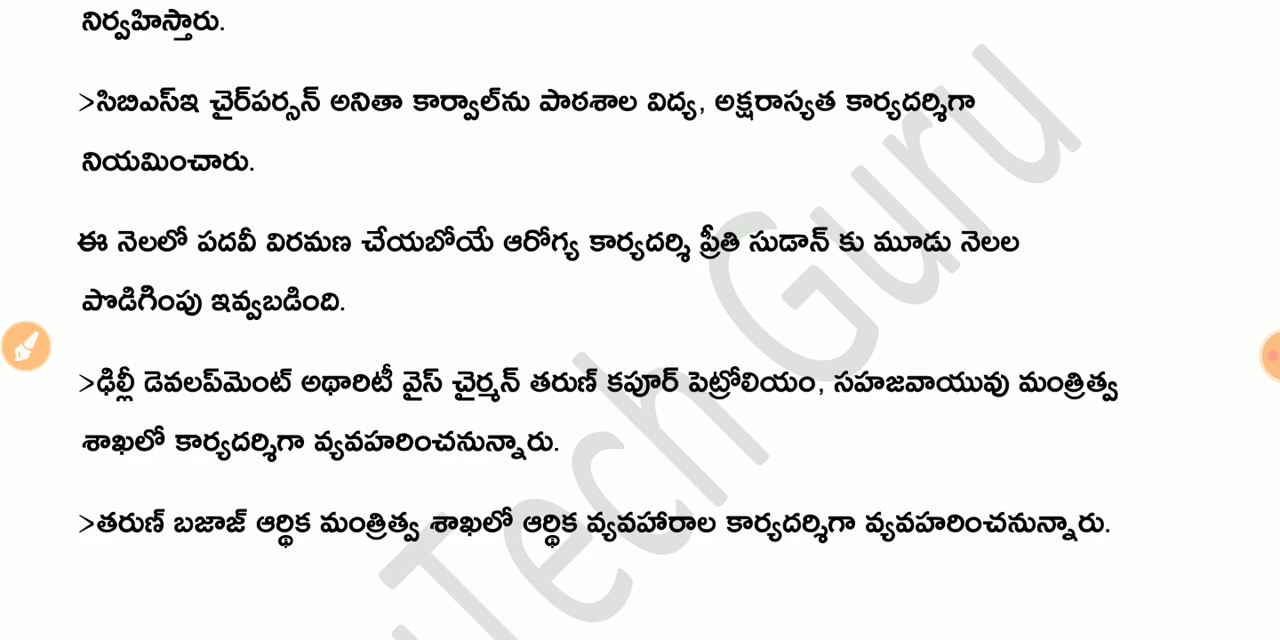 నిర్వహిస్తారు.
>సిబిఎస్ఇ చైర్‌పర్సన్ అనితా కార్వాల్‌ను పాఠశాల విద్య, అక్షరాస్యత కార్యదర్శిగా
నియమించారు.
ఈ నెలలో పదవీ విరమణ చేయబోయే ఆరోగ్య కార్యదర్శి ప్రీతి సుడాన్ కు మూడు నెలల
పొడిగింపు ఇవ్వబడింది.
>ఢిల్లీ డెవలప్‌మెంట్ అథారిటీ వైస్ చైర్మన్ తరుణ్ కపూర్ పెట్రోలియం, సహజవాయువు మంత్రిత్వ
శాఖలో కార్యదర్శిగా వ్యవహరించనున్నారు.
>తరుణ్ బజాజ్ ఆర్థిక మంత్రిత్వ శాఖలో ఆర్థిక వ్యవహారాల కార్యదర్శిగా వ్యవహరించనున్నారు.
Tech Guru